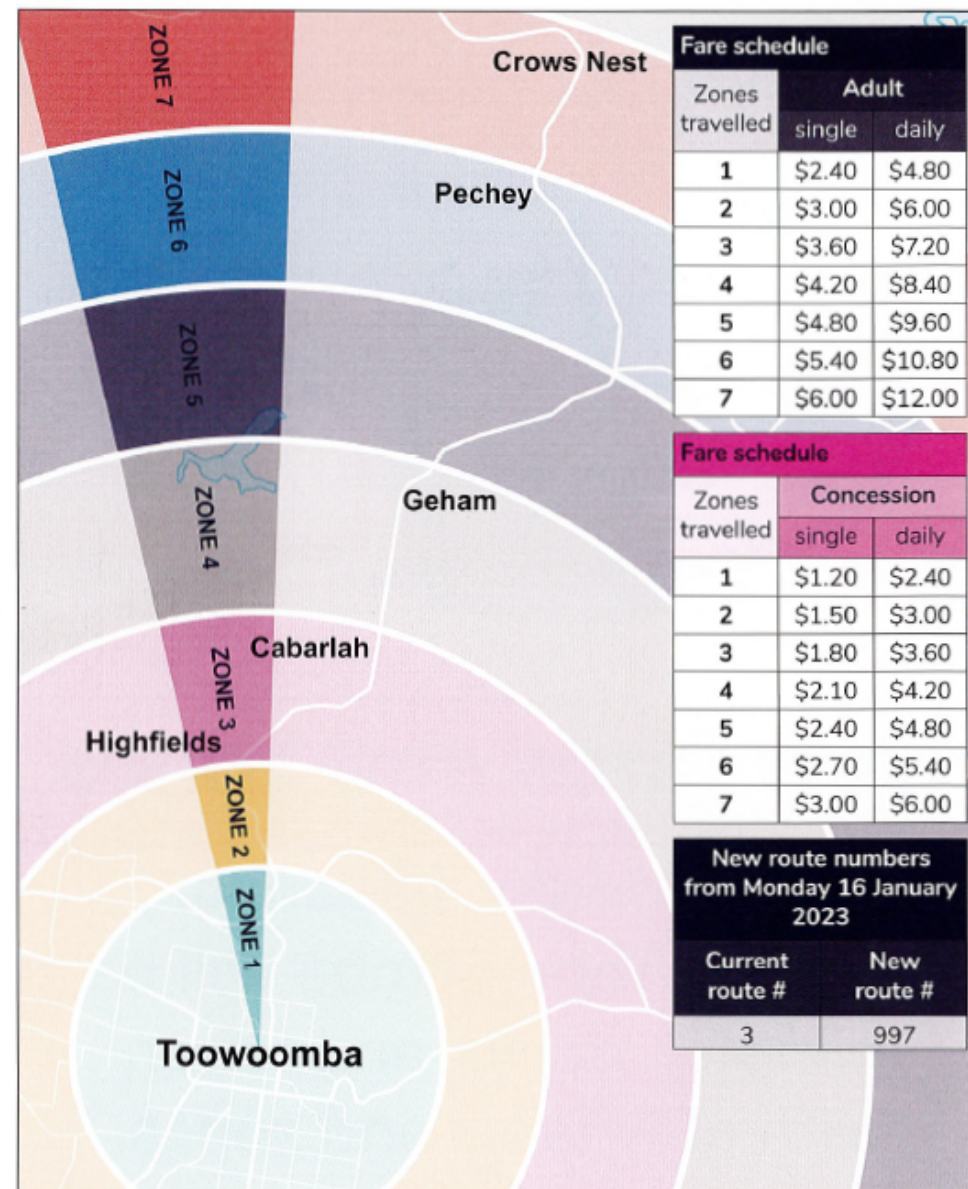 ZONE 7
Crows Nest
ZONE 6
Pechey
ZONE 5
Geham
ZONE 4
Cabarlah
ZONE 3
Highfields
ZONE 2
ZONE 1
Toowoomba
Fare schedule
Zones travelled Adult
single daily
1 $2.40 $4.80
2 $3.00 $6.00
3 $3.60 $7.20
4 $4.20 $8.40
5 $4.80 $9.60
6 $5.40 $10.80
7 $6.00 $12.00
Fare schedule
Zones travelled Concession
single daily
1 $1.20 $2.40
2 $1.50 $3.00
3 $1.80 $3.60
4 $2.10 $4.20
5 $2.40 $4.80
6 $2.70 $5.40
7 $3.00 $6.00
New route numbers
from Monday 16 January
2023
Current route # New route #
3 997